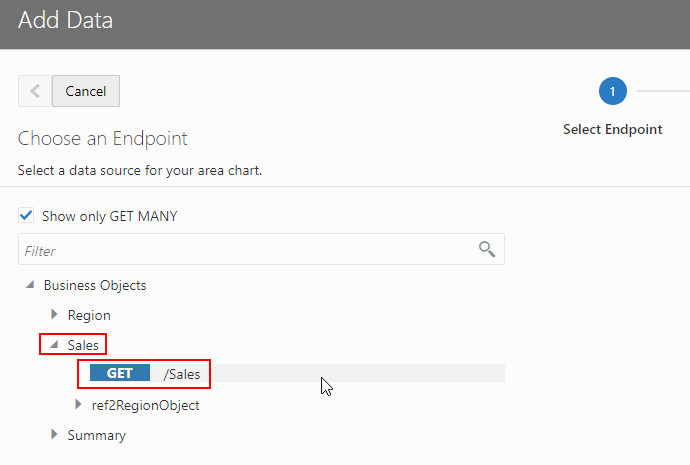 Add Data
Cancel
1
Select Endpoint
Choose an Endpoint
Select a data source for your area chart.
Show only GET MANY
Filter
Business Objects
Region
Sales
GET /Sales
ref2RegionObject
Summary